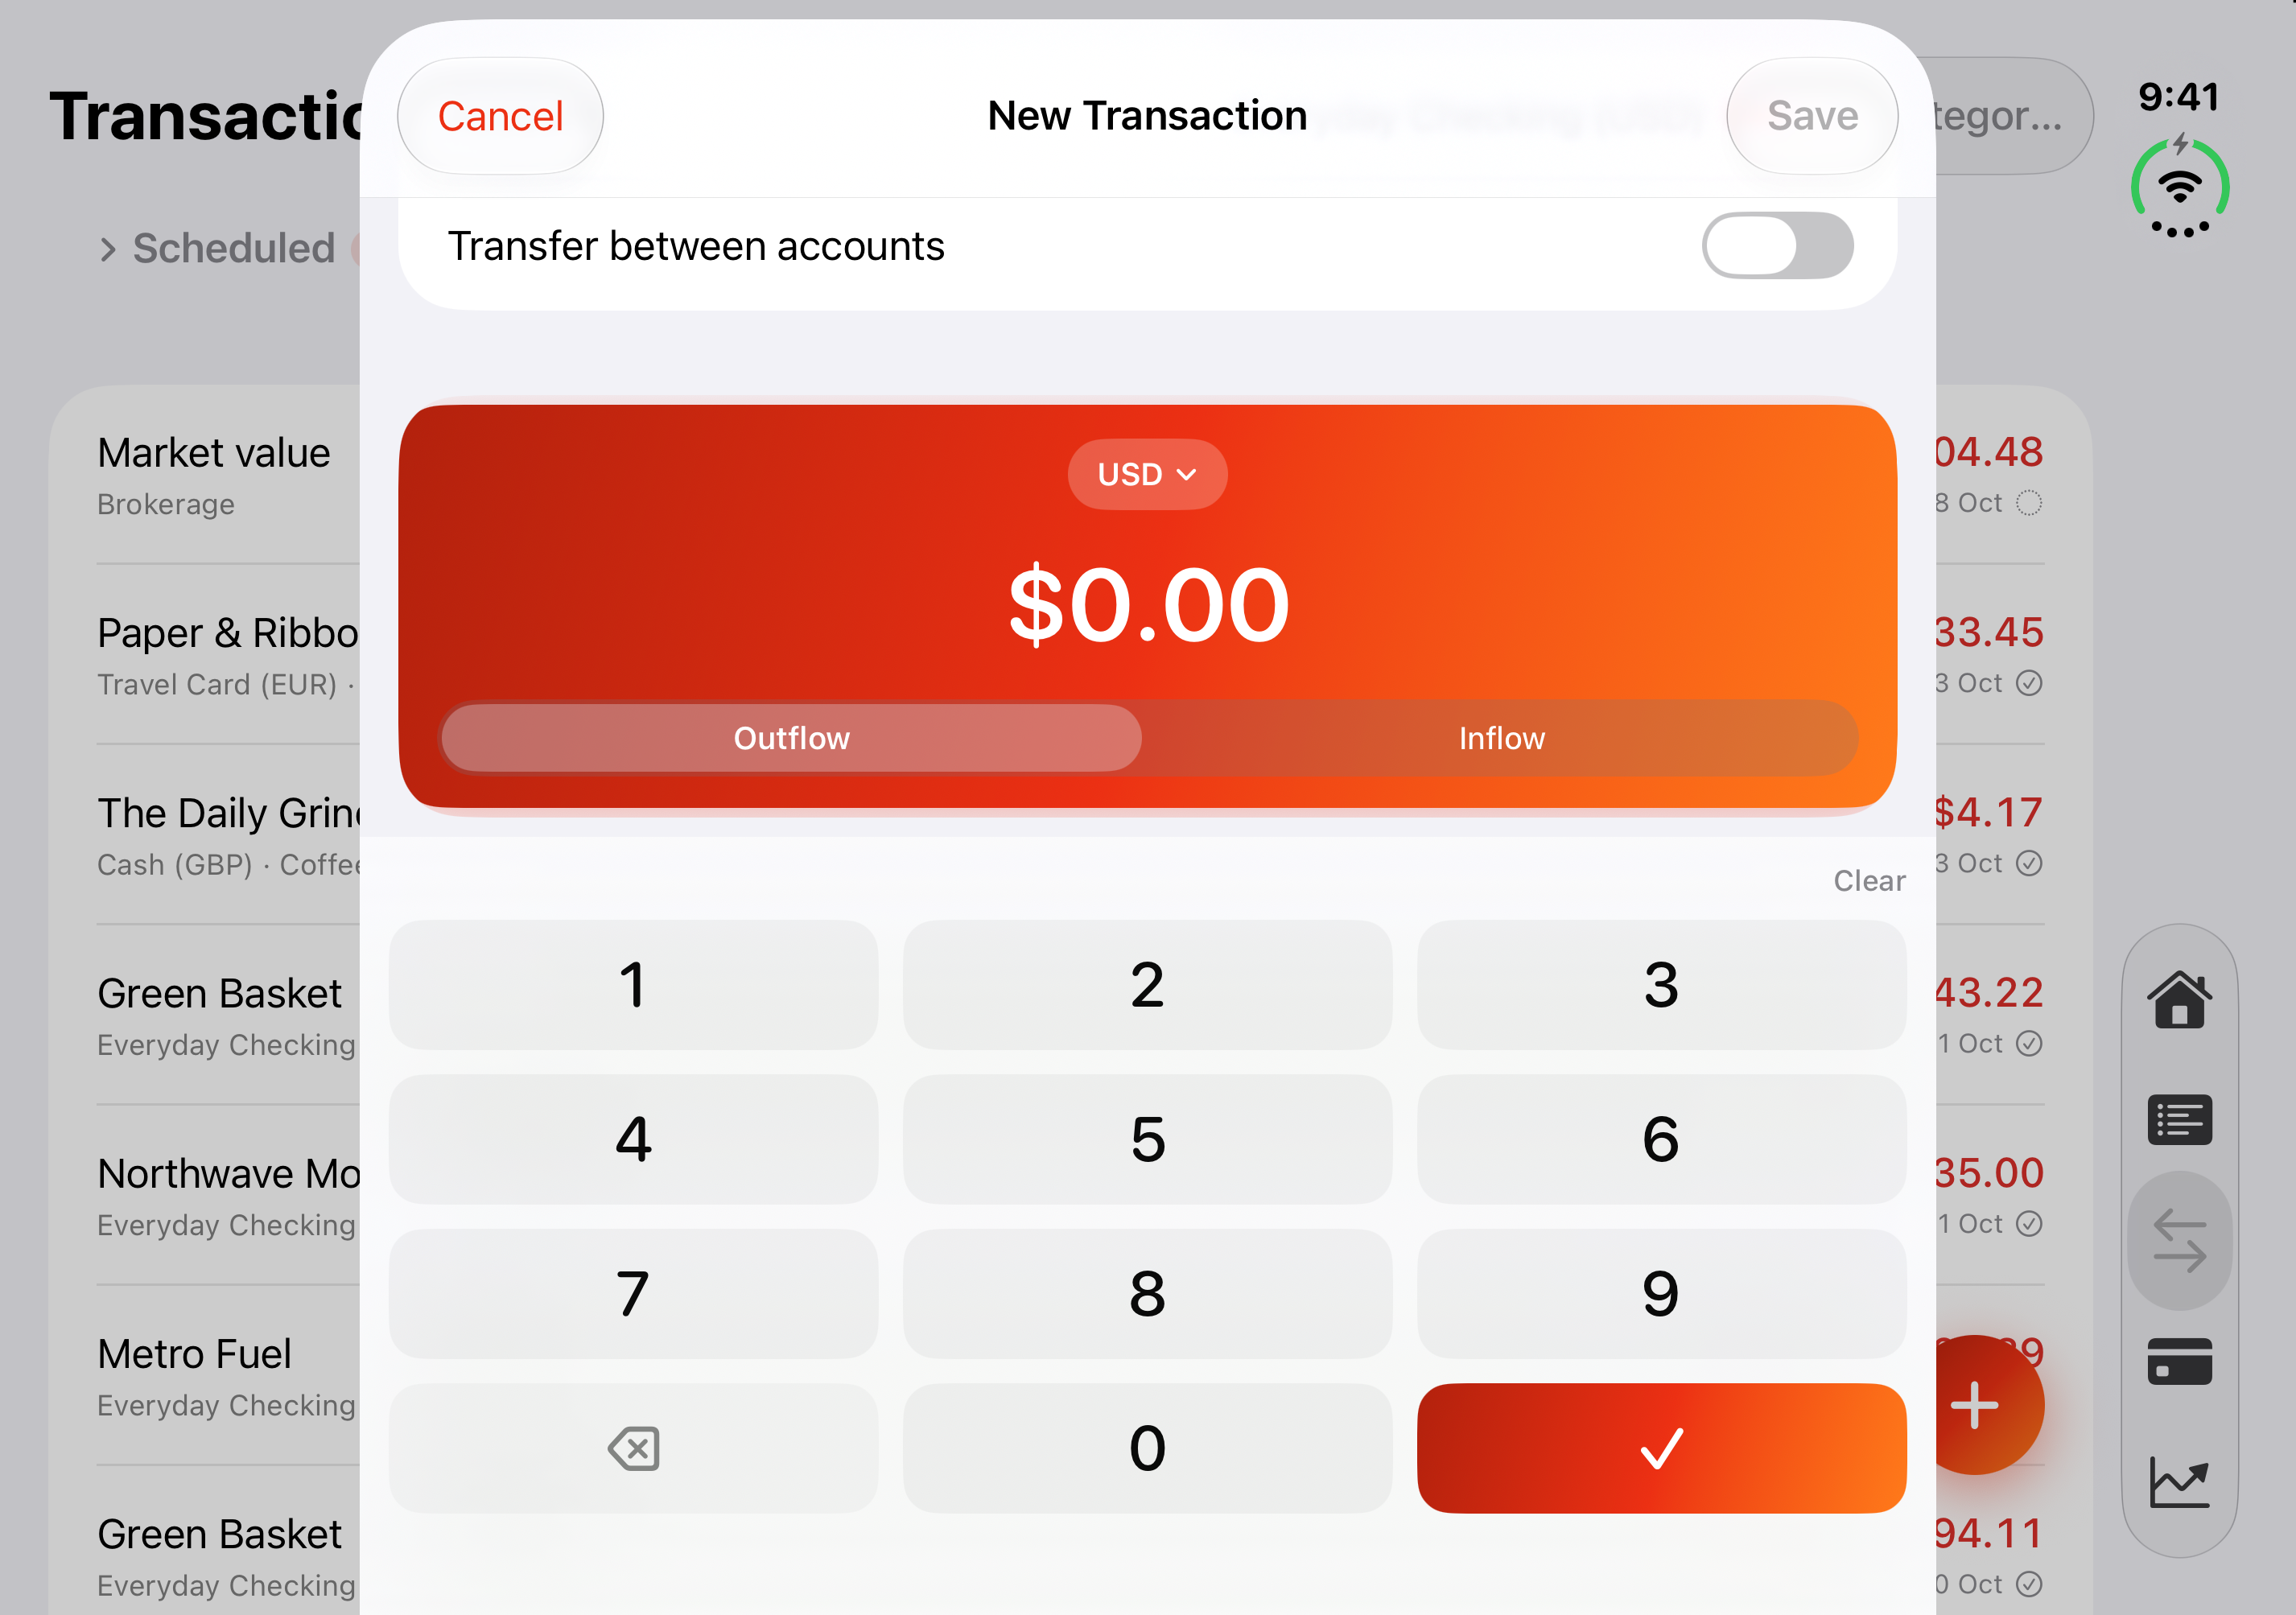 Transactio
Cancel
New Transaction
Save
tegor...
9:41
Scheduled
Transfer between accounts
USD
$0.00
Outflow
Inflow
Market value
Brokerage
04.48
8 Oct
Paper & Ribbo
Travel Card (EUR) ·
33.45
3 Oct
The Daily Grind
Cash (GBP) · Coffee
$4.17
3 Oct
Green Basket
Everyday Checking
43.22
1 Oct
Northwave Mo
Everyday Checking
35.00
1 Oct
Metro Fuel
Everyday Checking
9
Green Basket
Everyday Checking
94.11
0 Oct
Clear
1
2
3
4
5
6
7
8
9
0